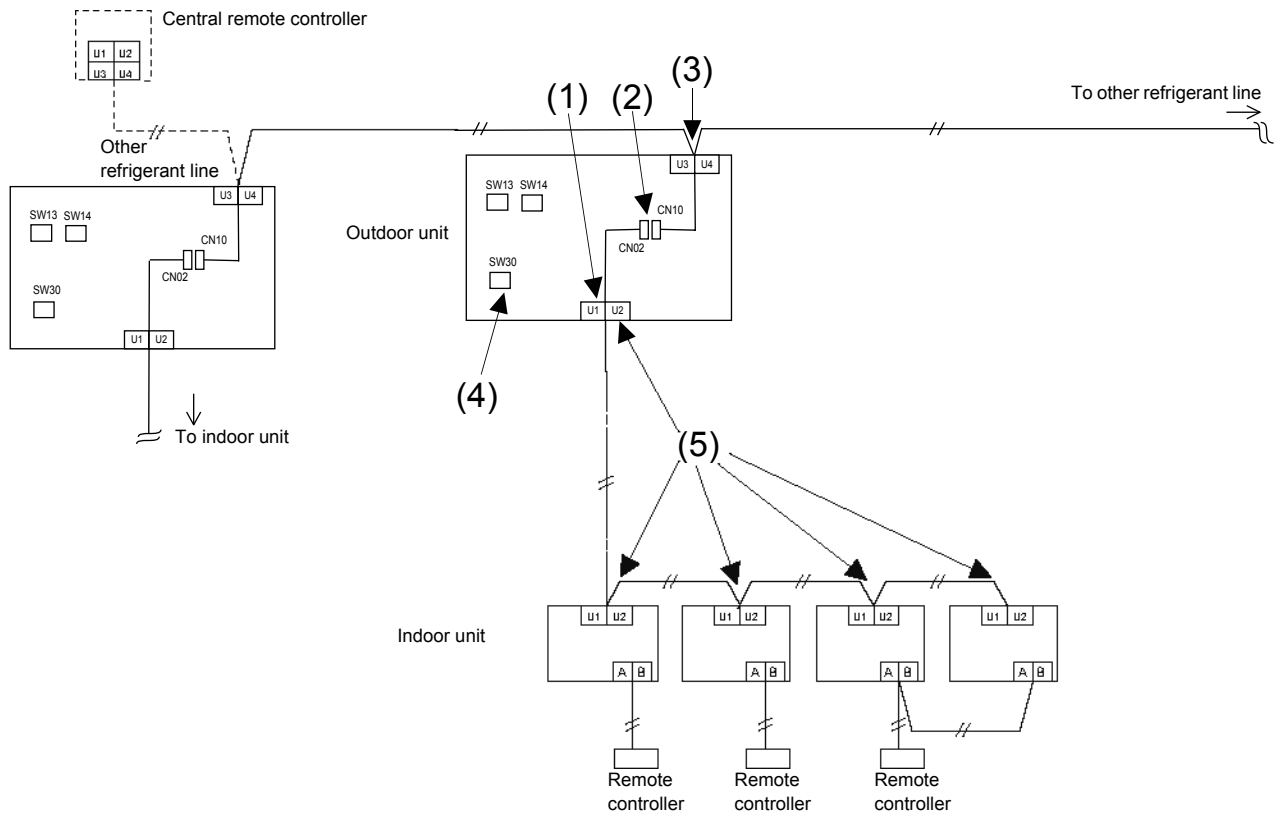 Central remote controller
U1 U2
U3 U4
(1)
(2)
(3)
To other refrigerant line
Other
refrigerant line
U3 U4
SW13 SW14
CN10
CN02
SW30
U1 U2
To indoor unit
Outdoor unit
U3 U4
SW13 SW14
CN10
CN02
SW30
U1 U2
(4)
(5)
Indoor unit
U1 U2
U1 U2
U1 U2
U1 U2
A B
A B
A B
A B
Remote
controller
Remote
controller
Remote
controller